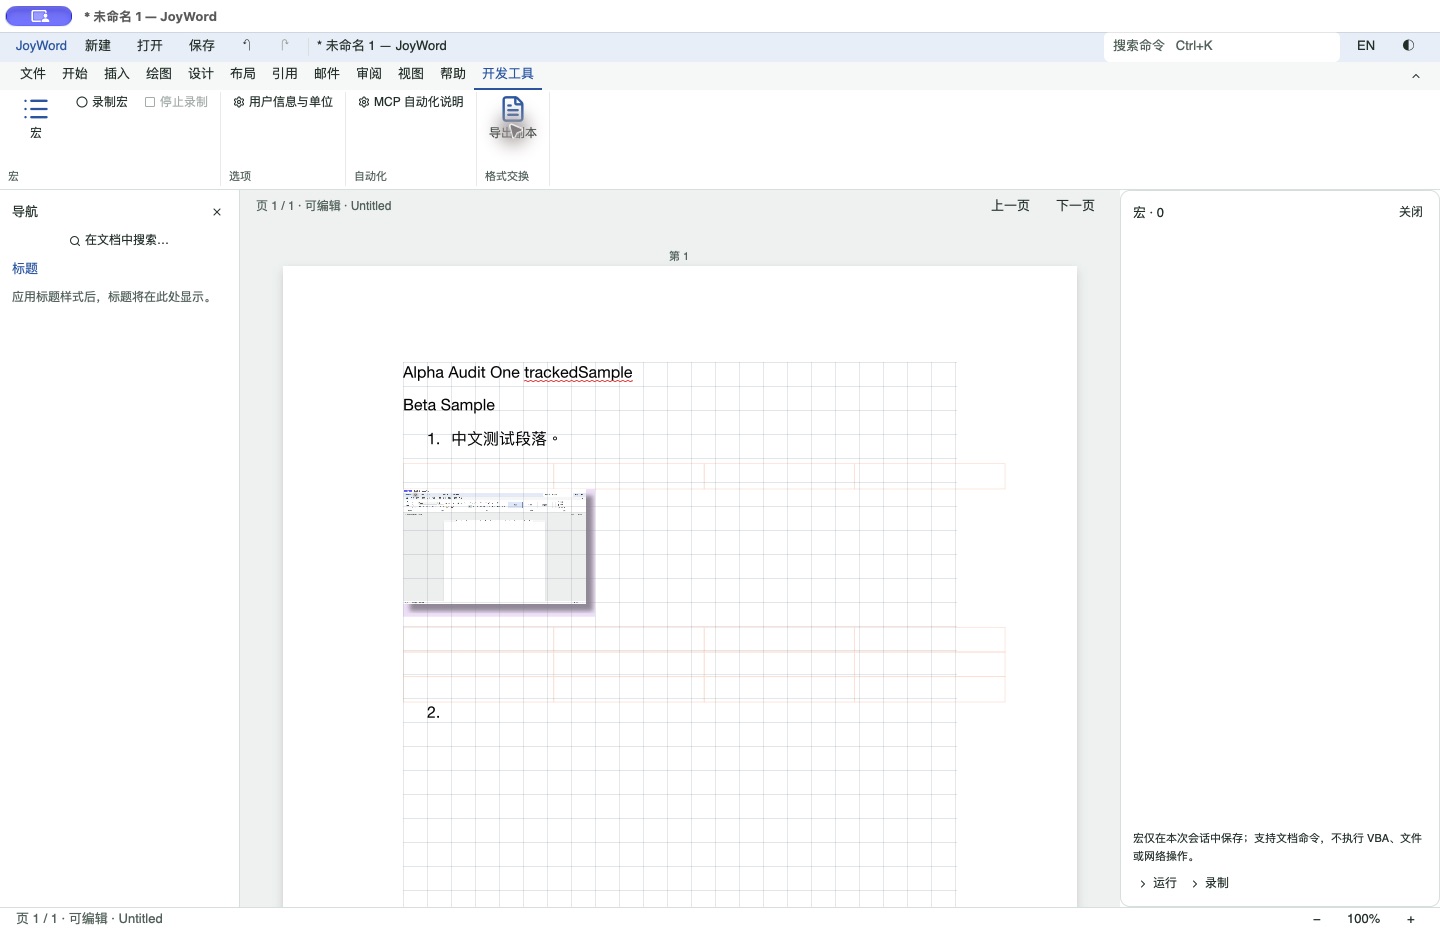 * 未命名 1 — JoyWord
JoyWord 新建 打开 保存 * 未命名 1 — JoyWord 搜索命令 Ctrl+K EN
文件 开始 插入 绘图 设计 布局 引用 邮件 审阅 视图 帮助 开发工具
宏 录制宏 停止录制 用户信息与单位 MCP 自动化说明 导出副本
宏 选项 自动化 格式交换
导航
在文档中搜索...
标题
应用标题样式后，标题将在此处显示。
页 1 / 1 · 可编辑 · Untitled 上一页 下一页
第 1
Alpha Audit One trackedSample
Beta Sample
1. 中文测试段落。
2.
宏 · 0 关闭
宏仅在本次会话中保存；支持文档命令，不执行 VBA、文件
或网络操作。
运行 录制
页 1 / 1 · 可编辑 · Untitled − 100% +